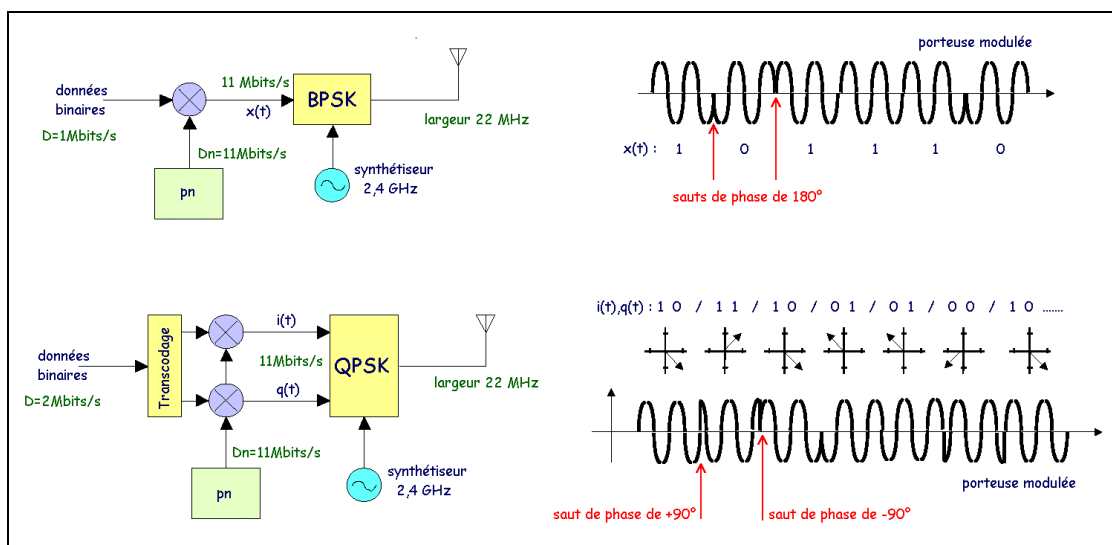 données
binaires
D=1Mbits/s
11 Mbits/s
x(t)
Dn=11Mbits/s
pn
BPSK
synthétiseur
2,4 GHz
largeur 22 MHz
porteuse modulée
x(t) : 1 0 1 1 1 0
sauts de phase de 180°
données
binaires
D=2Mbits/s
Transcodage
i(t)
11Mbits/s
q(t)
Dn=11Mbits/s
pn
QPSK
synthétiseur
2,4 GHz
largeur 22 MHz
i(t),q(t) : 1 0 / 1 1 / 1 0 / 0 1 / 0 1 / 0 0 / 1 0 .......
porteuse modulée
saut de phase de +90°
saut de phase de -90°